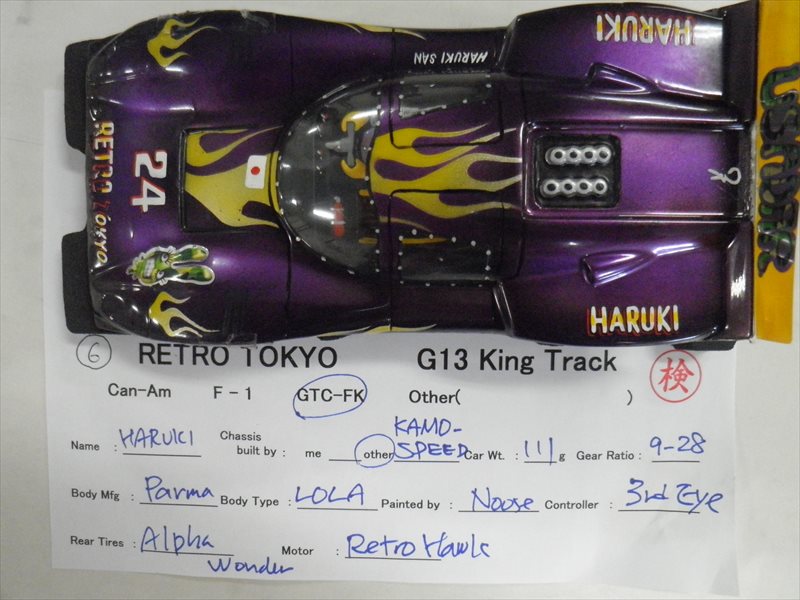 HARUKI
HARUKI SAN
RETRO TOKYO
24
HARUKI
6 RETRO TOKYO G13 King Track 検
Can-Am F - 1 GTC-FK Other( )
Name : HARUKI Chassis built by : me other KAMO-SPEED Car Wt. : 111 g Gear Ratio : 9-28
Body Mfg : Parma Body Type : LOLA Painted by : Noose Controller : 3rd Eye
Rear Tires : Alpha Wonder Motor : Retro Hawk